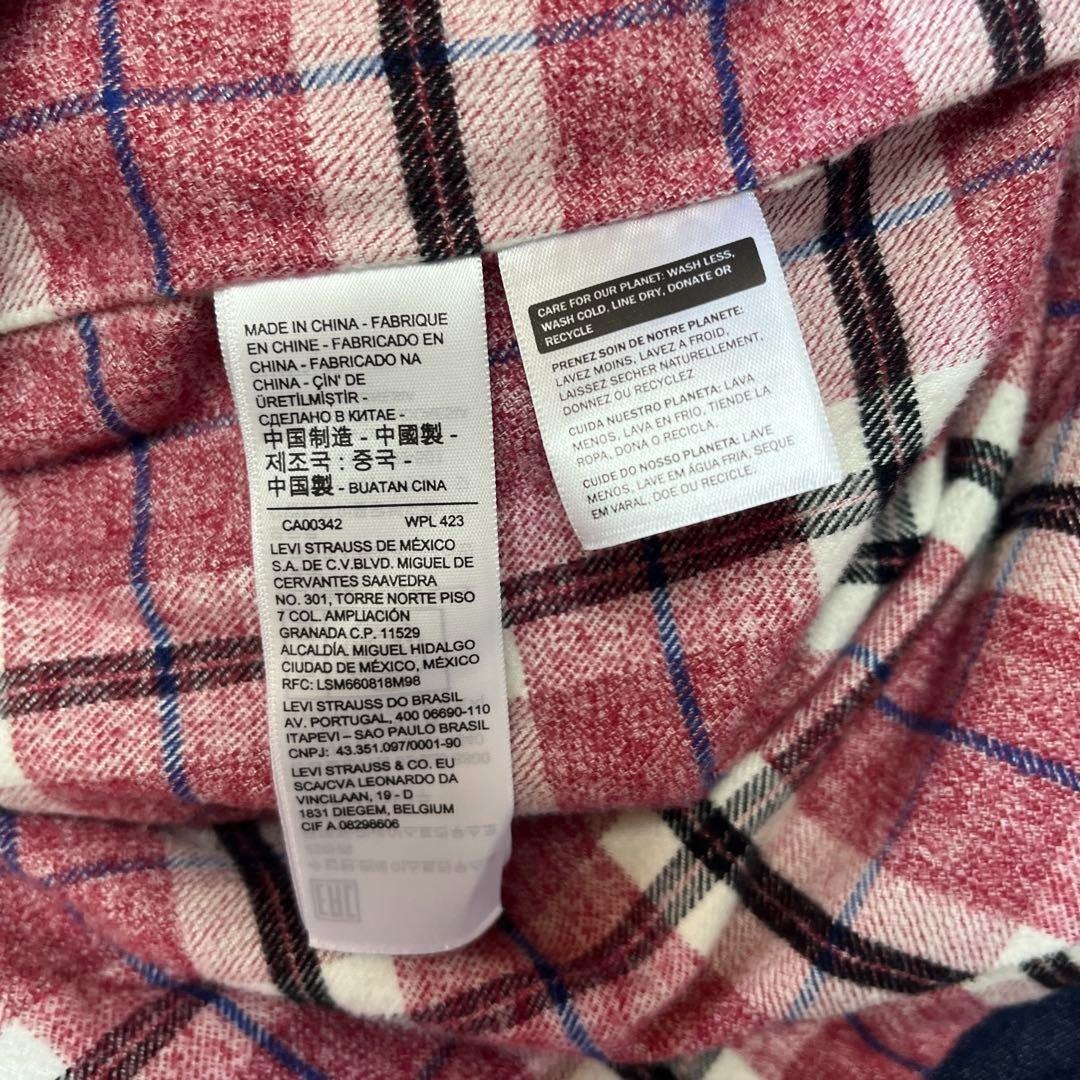 MADE IN CHINA - FABRIQUE
EN CHINE - FABRICADO EN
CHINA - FABRICADO NA
CHINA - ÇİN' DE
ÜRETİLMİŞTİR -
СДЕЛАНО В КИТАЕ -
中国制造 - 中國製 -
제조국 : 중국 -
中国製 - BUATAN CINA
CA00342 WPL 423
LEVI STRAUSS DE MÉXICO
S.A. DE C.V.BLVD. MIGUEL DE
CERVANTES SAAVEDRA
NO. 301, TORRE NORTE PISO
7 COL. AMPLIACIÓN
GRANADA C.P. 11529
ALCALDÍA. MIGUEL HIDALGO
CIUDAD DE MÉXICO, MÉXICO
RFC: LSM660818M98
LEVI STRAUSS DO BRASIL
AV. PORTUGAL, 400 06690-110
ITAPEVI – SAO PAULO BRASIL
CNPJ: 43.351.097/0001-90
LEVI STRAUSS & CO. EU
SCA/CVA LEONARDO DA
VINCILAAN, 19 - D
1831 DIEGEM, BELGIUM
CIF A 08298606
CARE FOR OUR PLANET: WASH LESS,
WASH COLD, LINE DRY, DONATE OR
RECYCLE
PRENEZ SOIN DE NOTRE PLANETE:
LAVEZ MOINS, LAVEZ A FROID,
LAISSEZ SECHER NATURELLEMENT,
DONNEZ OU RECYCLEZ
CUIDA NUESTRO PLANETA: LAVA
MENOS, LAVA EN FRIO, TIENDE LA
ROPA, DONA O RECICLA.
CUIDE DO NOSSO PLANETA: LAVE
MENOS, LAVE EM ÁGUA FRIA, SEQUE
EM VARAL, DOE OU RECICLE.